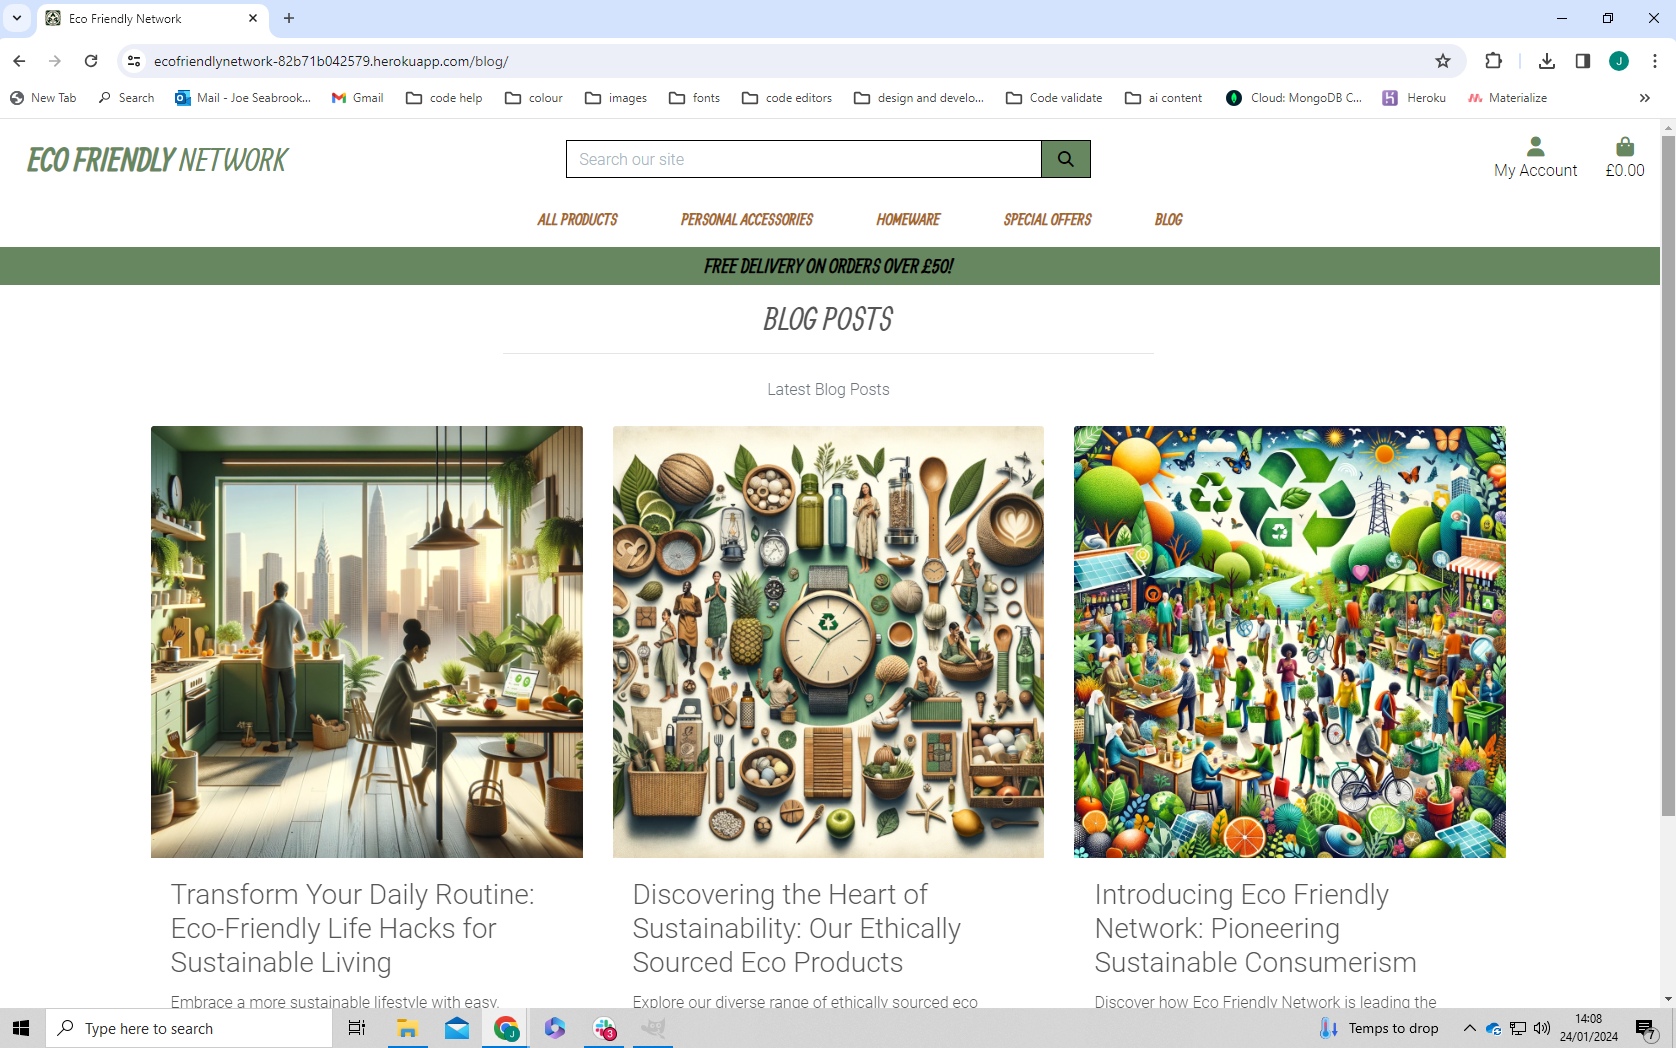 Eco Friendly Network
ecofriendlynetwork-82b71b042579.herokuapp.com/blog/
J
New Tab
Search
Mail - Joe Seabrook...
Gmail
code help
colour
images
fonts
code editors
design and develo...
Code validate
ai content
Cloud: MongoDB C...
Heroku
Materialize
ECO FRIENDLY NETWORK
Search our site
My Account
£0.00
ALL PRODUCTS
PERSONAL ACCESSORIES
HOMEWARE
SPECIAL OFFERS
BLOG
FREE DELIVERY ON ORDERS OVER £50!
BLOG POSTS
Latest Blog Posts
Transform Your Daily Routine:
Eco-Friendly Life Hacks for
Sustainable Living
Embrace a more sustainable lifestyle with easy,
Discovering the Heart of
Sustainability: Our Ethically
Sourced Eco Products
Explore our diverse range of ethically sourced eco
Introducing Eco Friendly
Network: Pioneering
Sustainable Consumerism
Discover how Eco Friendly Network is leading the
Type here to search
J
3
Temps to drop
14:08
24/01/2024
7